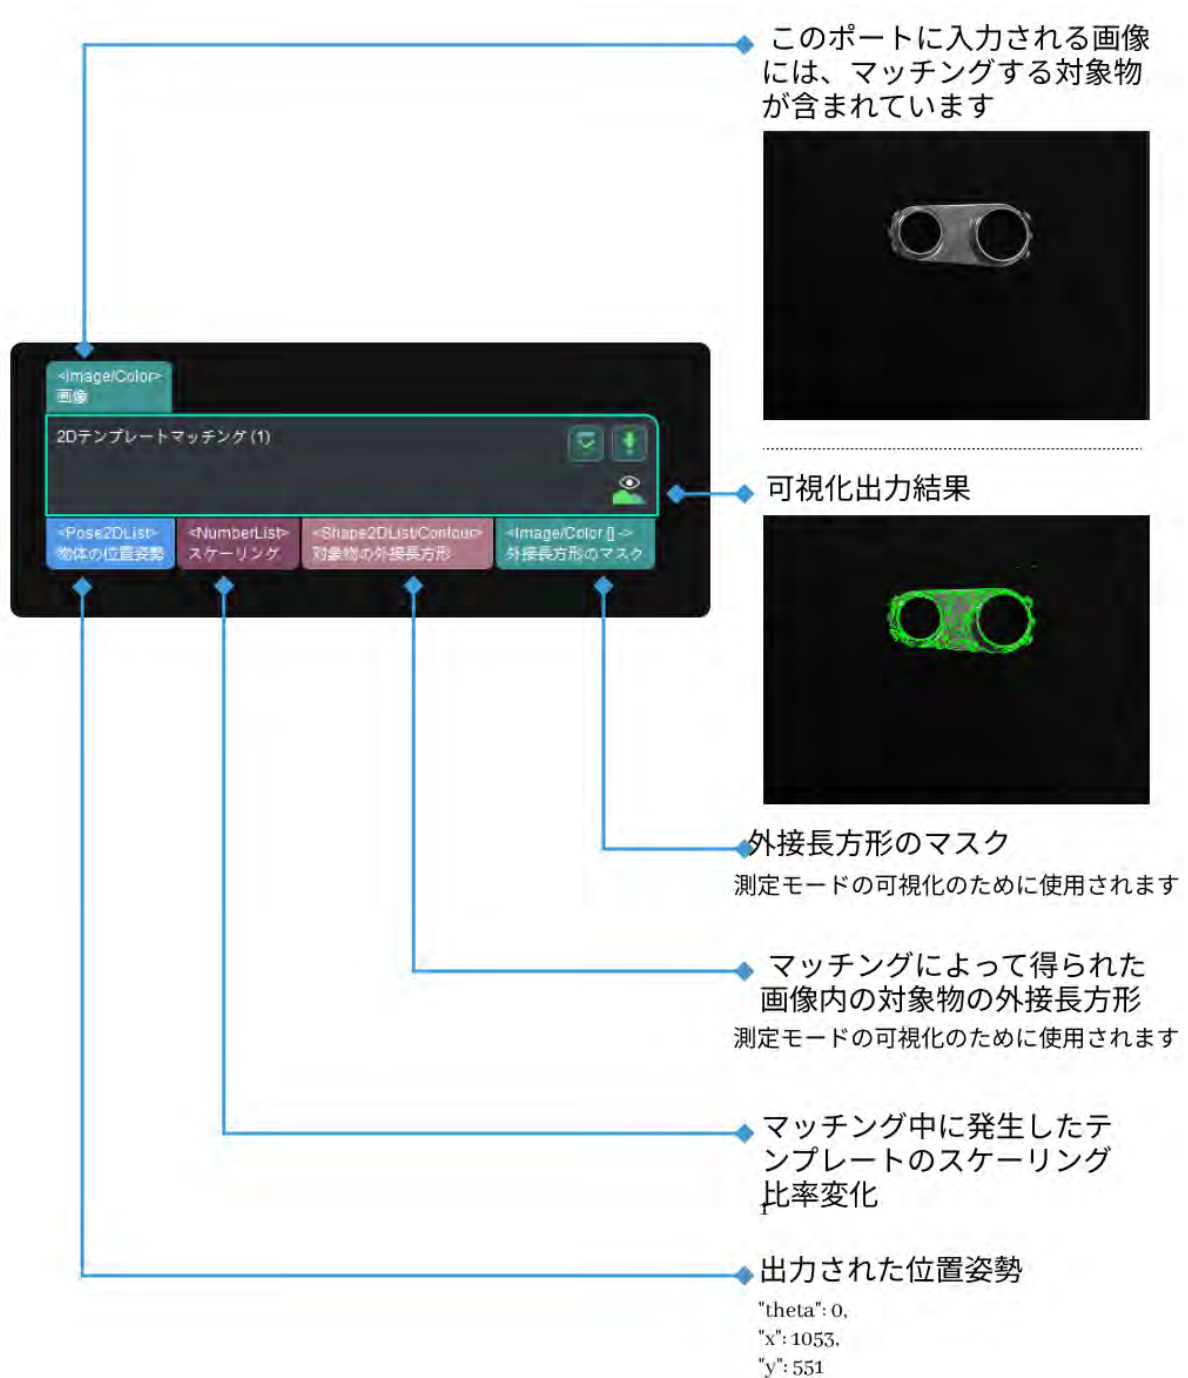 このポートに入力される画像
には、マッチングする対象物
が含まれています
<Image/Color>
画像
2Dテンプレートマッチング (1)
可視化出力結果
<Pose2DList>
物体の位置姿勢
<NumberList>
スケーリング
<Shape2DList/Contour>
対象物の外接長方形
<Image/Color [] ->
外接長方形のマスク
外接長方形のマスク
測定モードの可視化のために使用されます
マッチングによって得られた
画像内の対象物の外接長方形
測定モードの可視化のために使用されます
マッチング中に発生したテ
ンプレートのスケーリング
比率変化
1
出力された位置姿勢
"theta": 0,
"x": 1053,
"y": 551